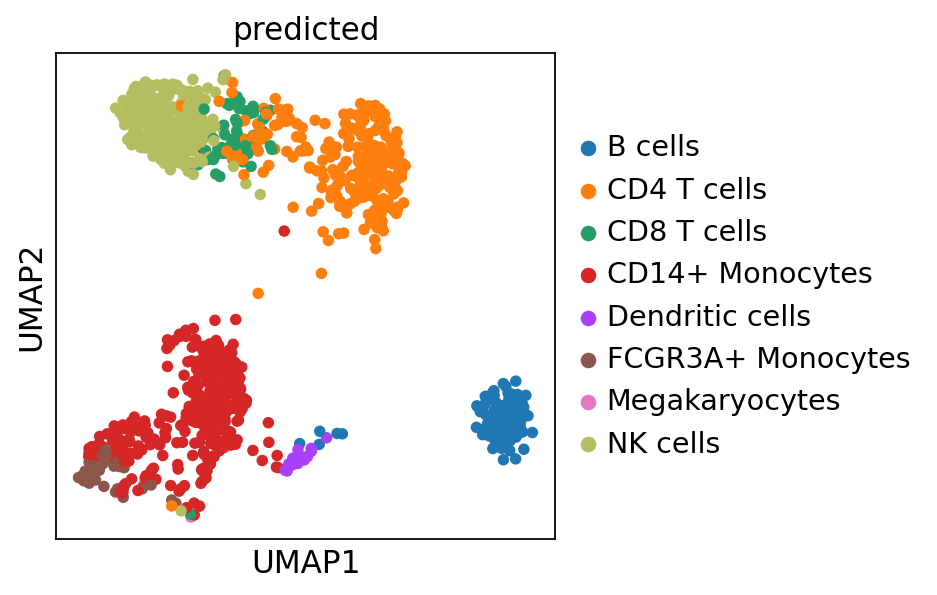 predicted
UMAP2
UMAP1
B cells
CD4 T cells
CD8 T cells
CD14+ Monocytes
Dendritic cells
FCGR3A+ Monocytes
Megakaryocytes
NK cells